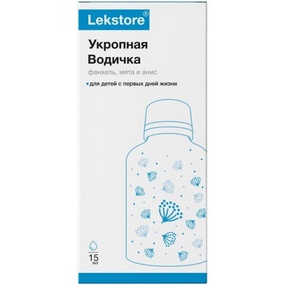 Lekstore®
Укропная
Водичка
фенхель, мята и анис
для детей с первых дней жизни
15
мл